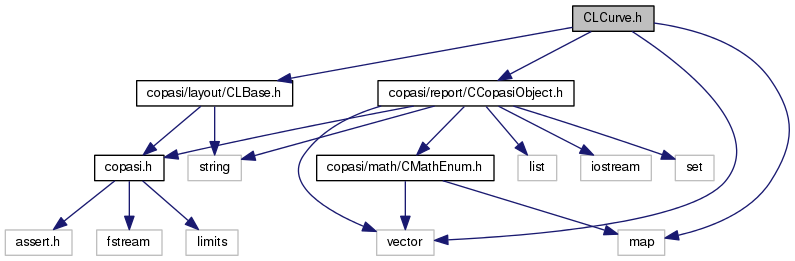 CLCurve.h
copasi/layout/CLBase.h
copasi/report/CCopasiObject.h
copasi.h
string
copasi/math/CMathEnum.h
list
iostream
set
assert.h
fstream
limits
vector
map